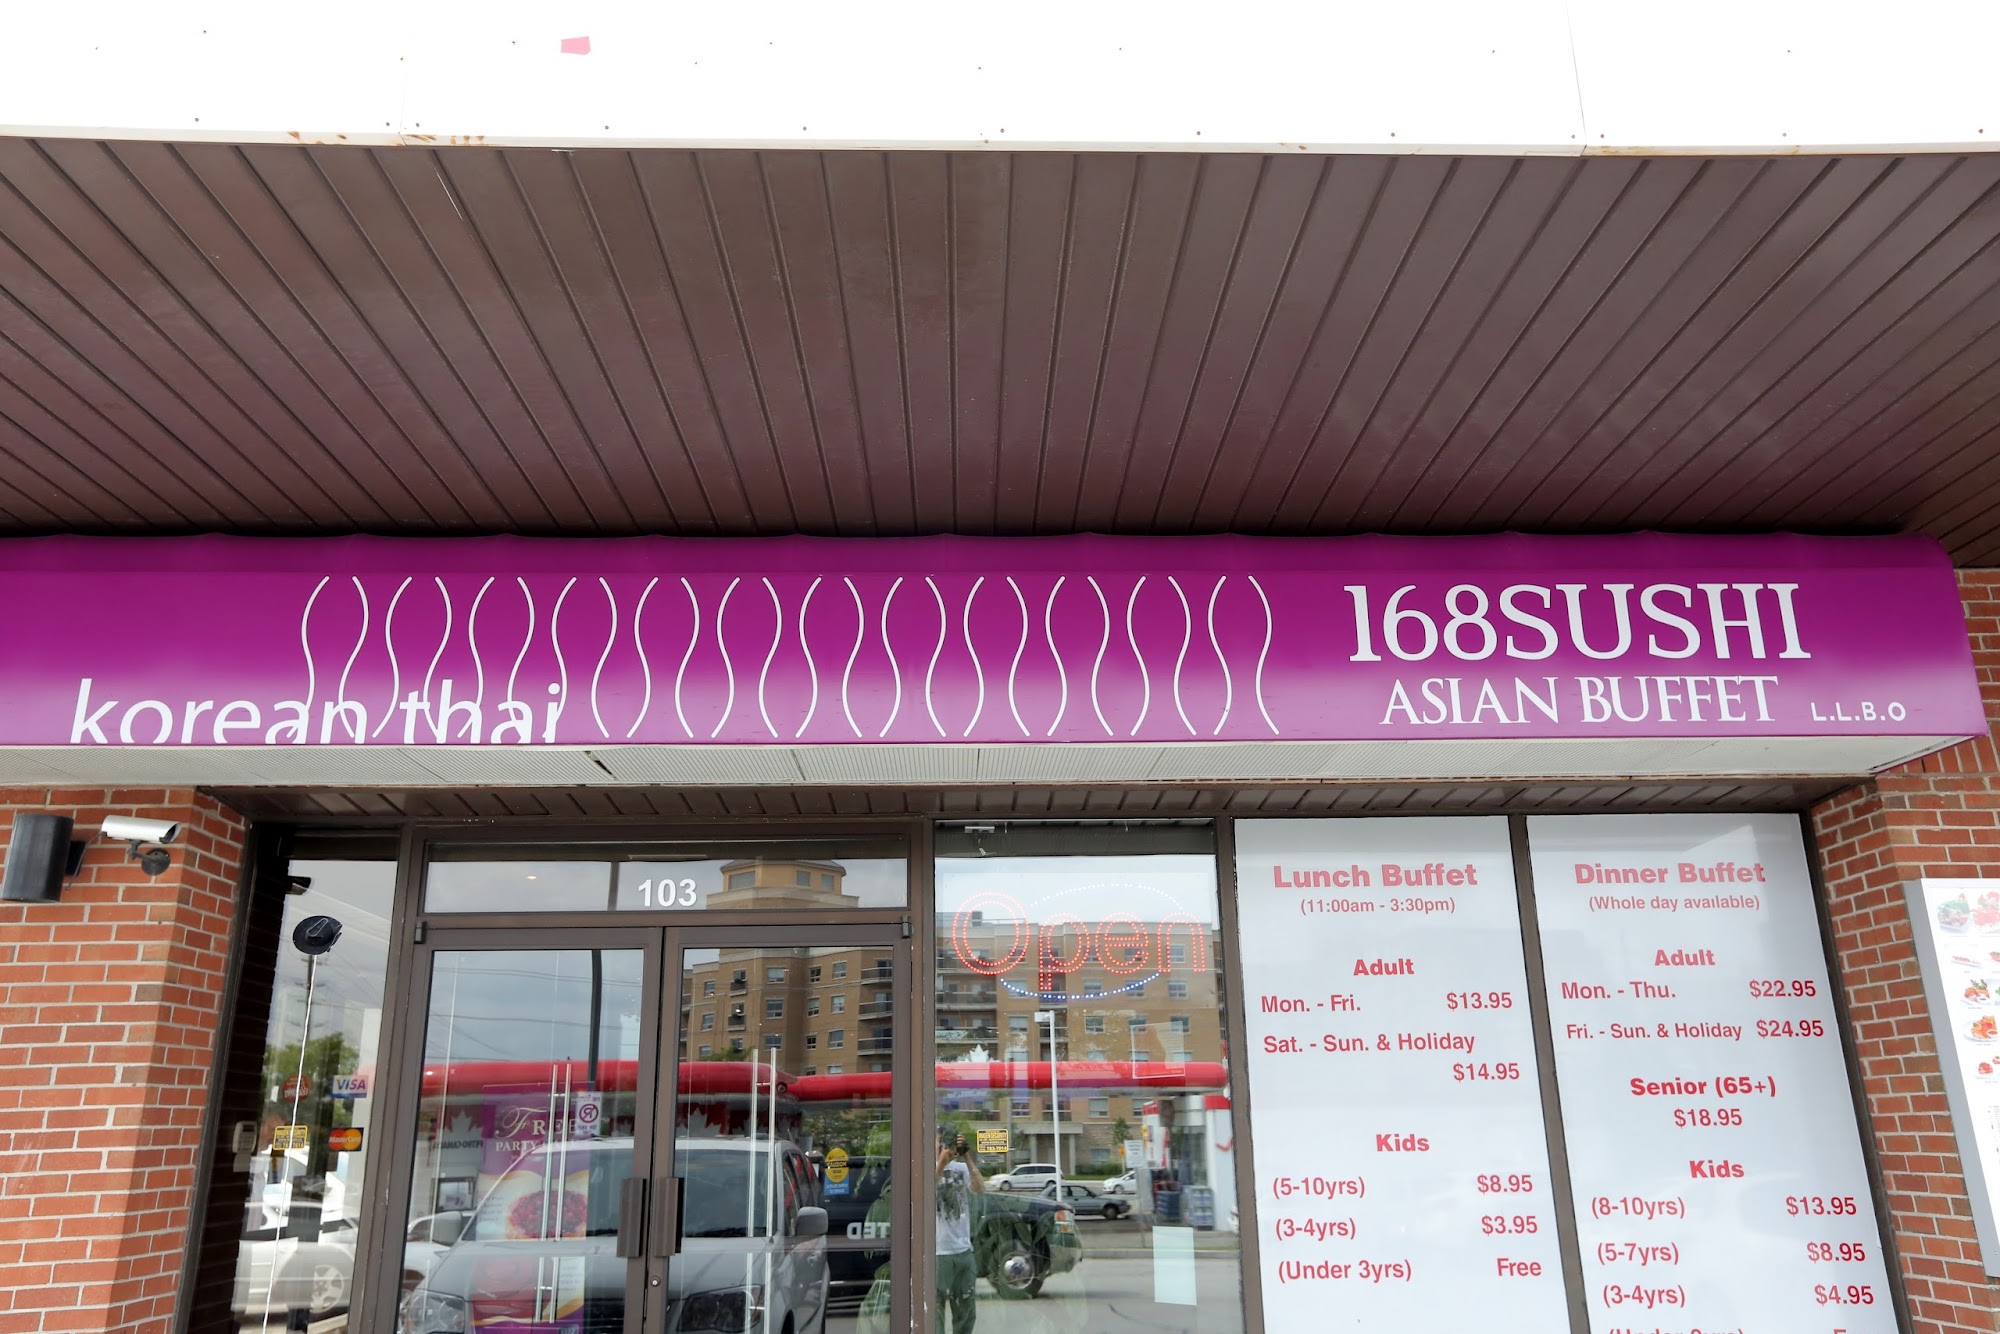 168SUSHI
ASIAN BUFFET L.L.B.O
korean thai
103
Open
VISA
MasterCard
FREE
PARTY
Lunch Buffet
(11:00am - 3:30pm)
Adult
Mon. - Fri. $13.95
Sat. - Sun. & Holiday
$14.95
Kids
(5-10yrs) $8.95
(3-4yrs) $3.95
(Under 3yrs) Free
Dinner Buffet
(Whole day available)
Adult
Mon. - Thu. $22.95
Fri. - Sun. & Holiday $24.95
Senior (65+)
$18.95
Kids
(8-10yrs) $13.95
(5-7yrs) $8.95
(3-4yrs) $4.95